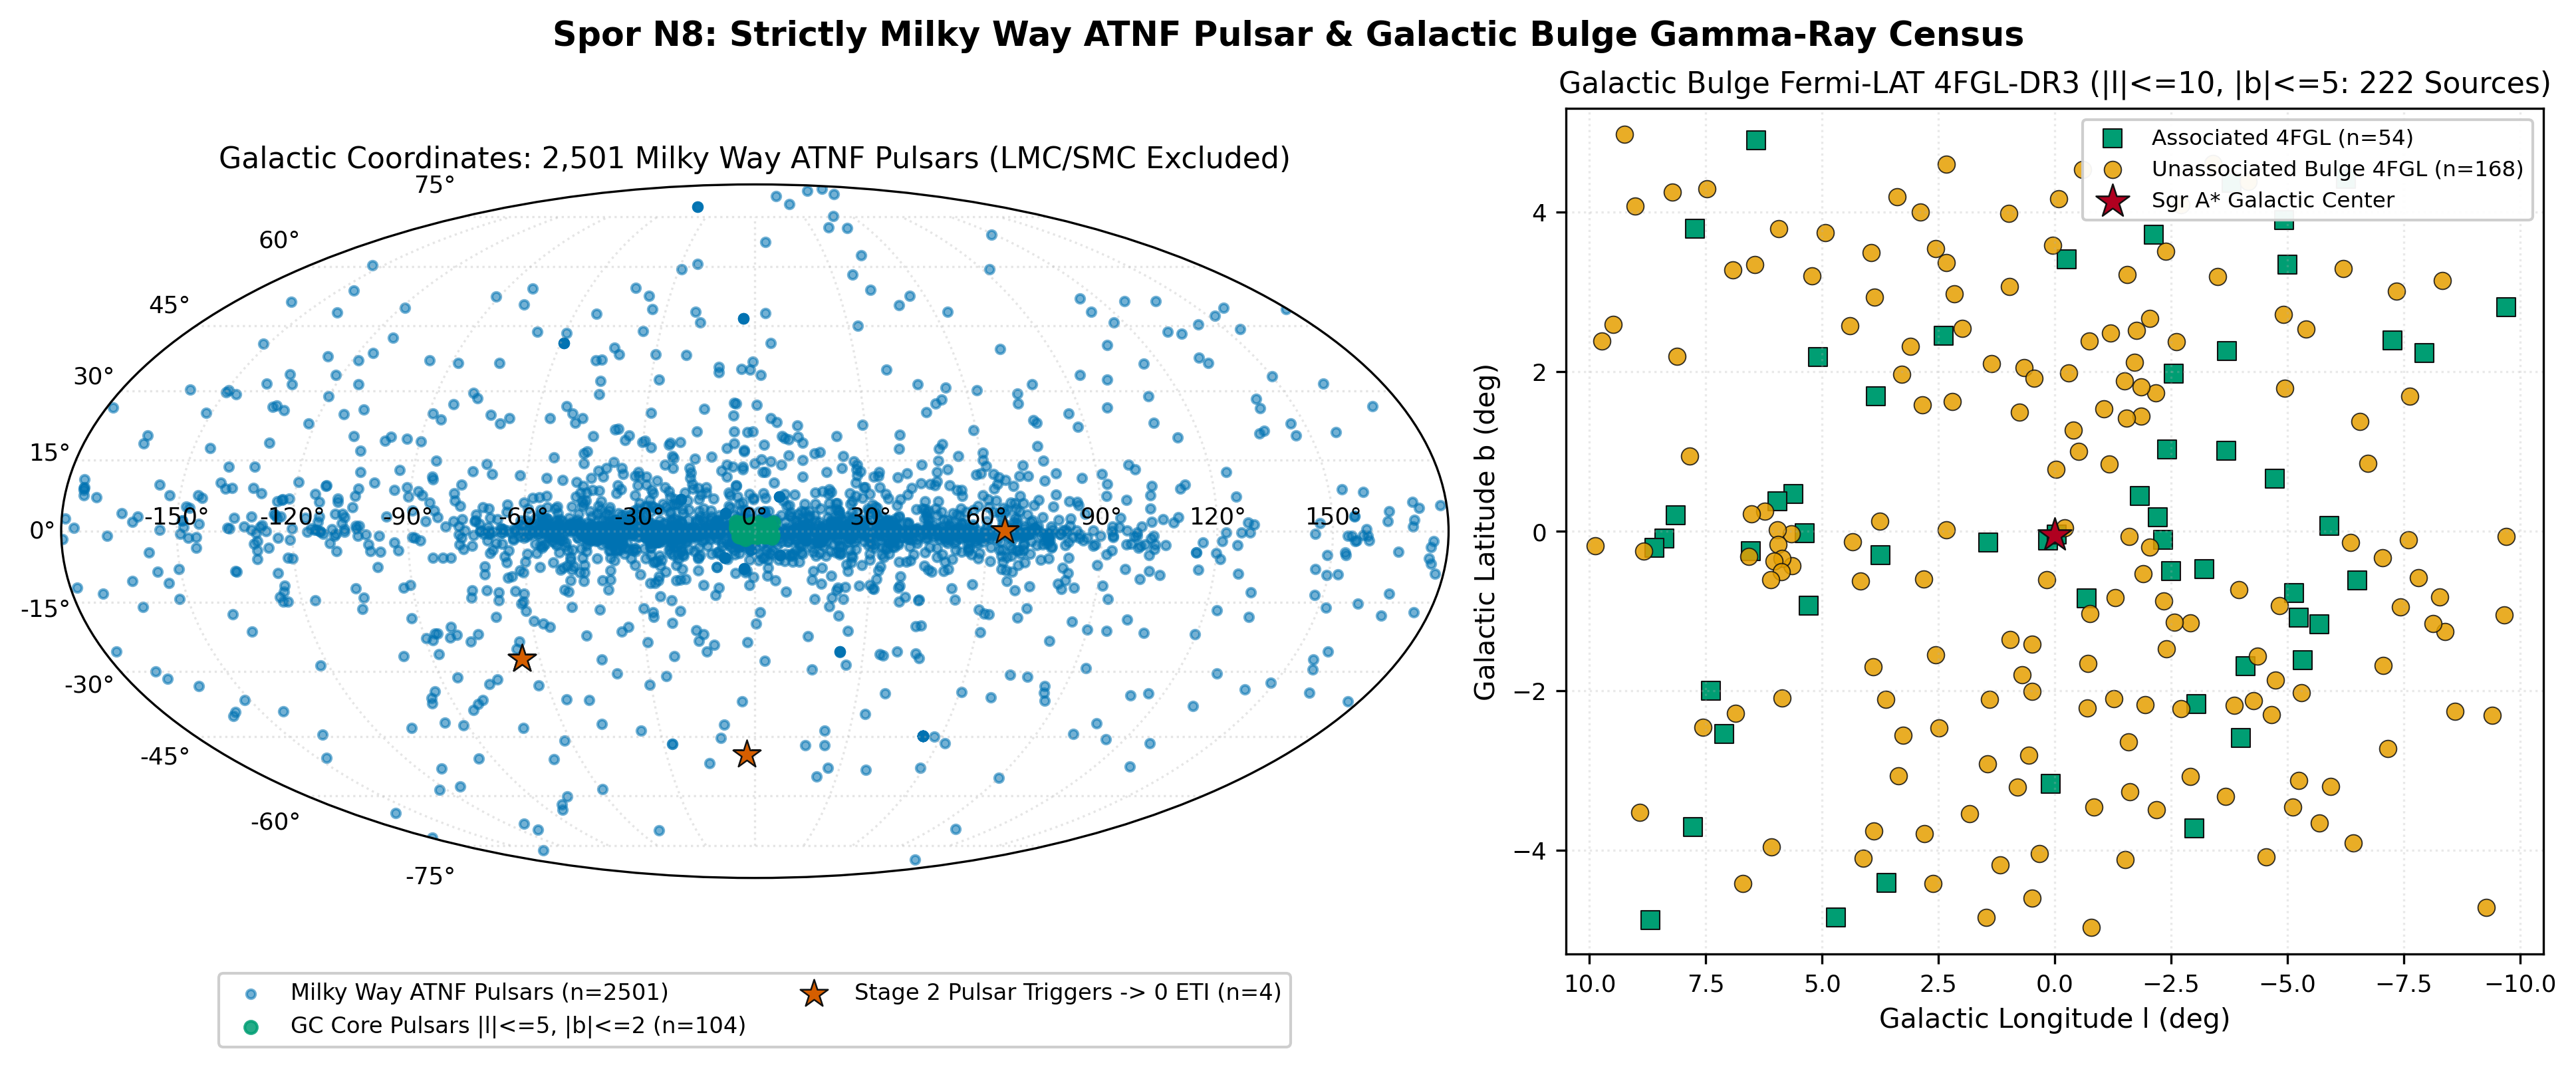 Spor N8: Strictly Milky Way ATNF Pulsar & Galactic Bulge Gamma-Ray Census
Galactic Coordinates: 2,501 Milky Way ATNF Pulsars (LMC/SMC Excluded)
75°
60°
45°
30°
15°
0°
-15°
-30°
-45°
-60°
-75°
-150° -120° -90° -60° -30° 0° 30° 60° 90° 120° 150°
Milky Way ATNF Pulsars (n=2501)
GC Core Pulsars |l|<=5, |b|<=2 (n=104)
Stage 2 Pulsar Triggers -> 0 ETI (n=4)
Galactic Bulge Fermi-LAT 4FGL-DR3 (|l|<=10, |b|<=5: 222 Sources)
Associated 4FGL (n=54)
Unassociated Bulge 4FGL (n=168)
Sgr A* Galactic Center
Galactic Latitude b (deg)
4
2
0
−2
−4
10.0 7.5 5.0 2.5 0.0 −2.5 −5.0 −7.5 −10.0
Galactic Longitude l (deg)